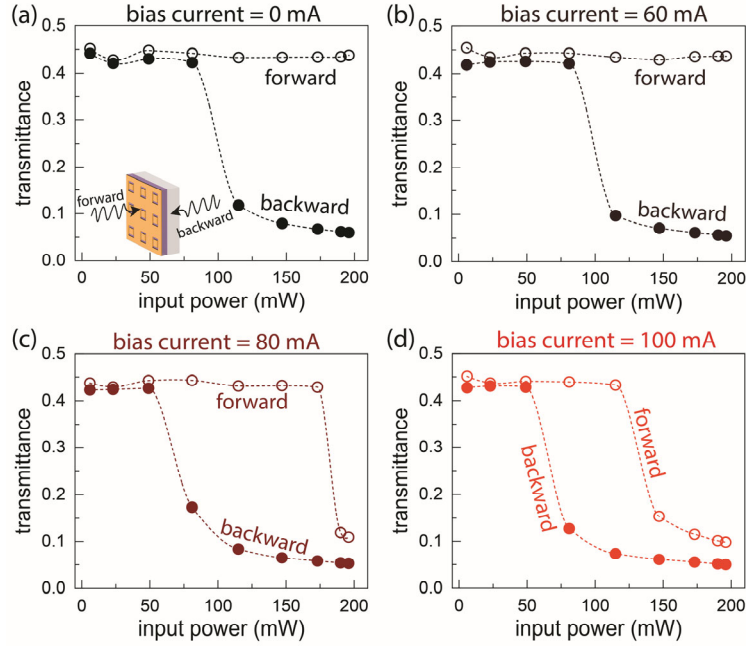 (a) bias current = 0 mA
transmittance
0.5
0.4
0.3
0.2
0.1
0.0
forward
backward
forward
backward
0 50 100 150 200
input power (mW)
(b) bias current = 60 mA
transmittance
0.5
0.4
0.3
0.2
0.1
0.0
forward
backward
0 50 100 150 200
input power (mW)
(c) bias current = 80 mA
transmittance
0.5
0.4
0.3
0.2
0.1
0.0
forward
backward
0 50 100 150 200
input power (mW)
(d) bias current = 100 mA
transmittance
0.5
0.4
0.3
0.2
0.1
0.0
forward
backward
0 50 100 150 200
input power (mW)